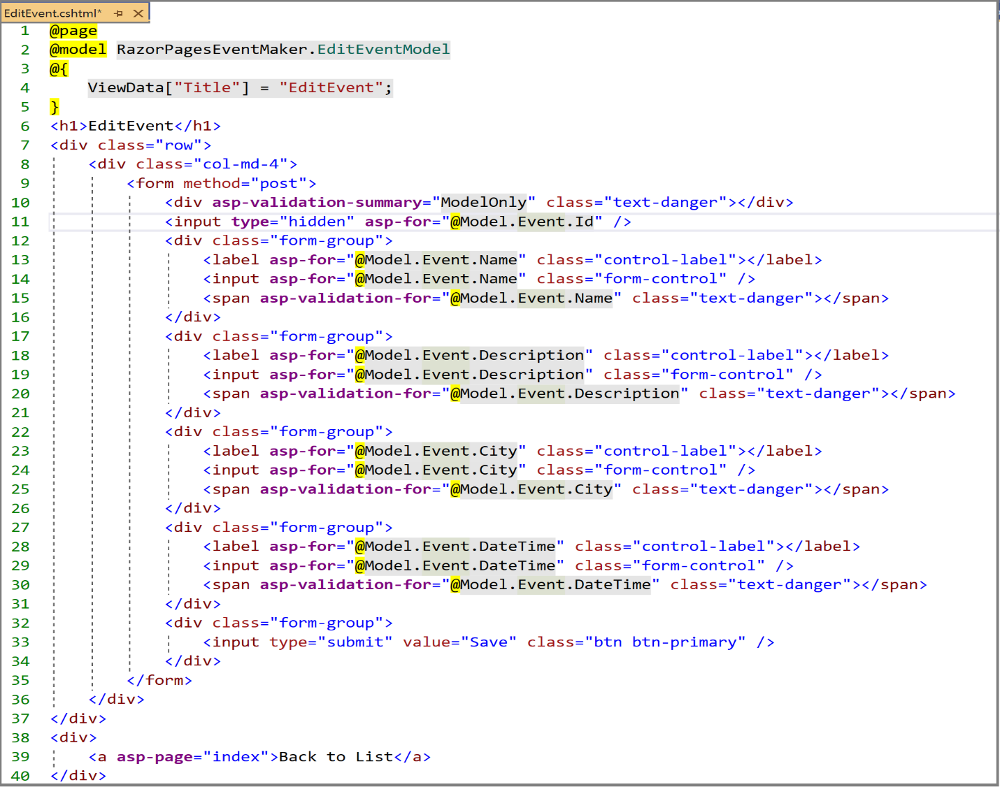 EditEvent.cshtml*
1 @page
2 @model RazorPagesEventMaker.EditEventModel
3 @{
4     ViewData["Title"] = "EditEvent";
5 }
6 <h1>EditEvent</h1>
7 <div class="row">
8     <div class="col-md-4">
9         <form method="post">
10             <div asp-validation-summary="ModelOnly" class="text-danger"></div>
11             <input type="hidden" asp-for="@Model.Event.Id" />
12             <div class="form-group">
13                 <label asp-for="@Model.Event.Name" class="control-label"></label>
14                 <input asp-for="@Model.Event.Name" class="form-control" />
15                 <span asp-validation-for="@Model.Event.Name" class="text-danger"></span>
16             </div>
17             <div class="form-group">
18                 <label asp-for="@Model.Event.Description" class="control-label"></label>
19                 <input asp-for="@Model.Event.Description" class="form-control" />
20                 <span asp-validation-for="@Model.Event.Description" class="text-danger"></span>
21             </div>
22             <div class="form-group">
23                 <label asp-for="@Model.Event.City" class="control-label"></label>
24                 <input asp-for="@Model.Event.City" class="form-control" />
25                 <span asp-validation-for="@Model.Event.City" class="text-danger"></span>
26             </div>
27             <div class="form-group">
28                 <label asp-for="@Model.Event.DateTime" class="control-label"></label>
29                 <input asp-for="@Model.Event.DateTime" class="form-control" />
30                 <span asp-validation-for="@Model.Event.DateTime" class="text-danger"></span>
31             </div>
32             <div class="form-group">
33                 <input type="submit" value="Save" class="btn btn-primary" />
34             </div>
35         </form>
36     </div>
37 </div>
38 <div>
39     <a asp-page="index">Back to List</a>
40 </div>